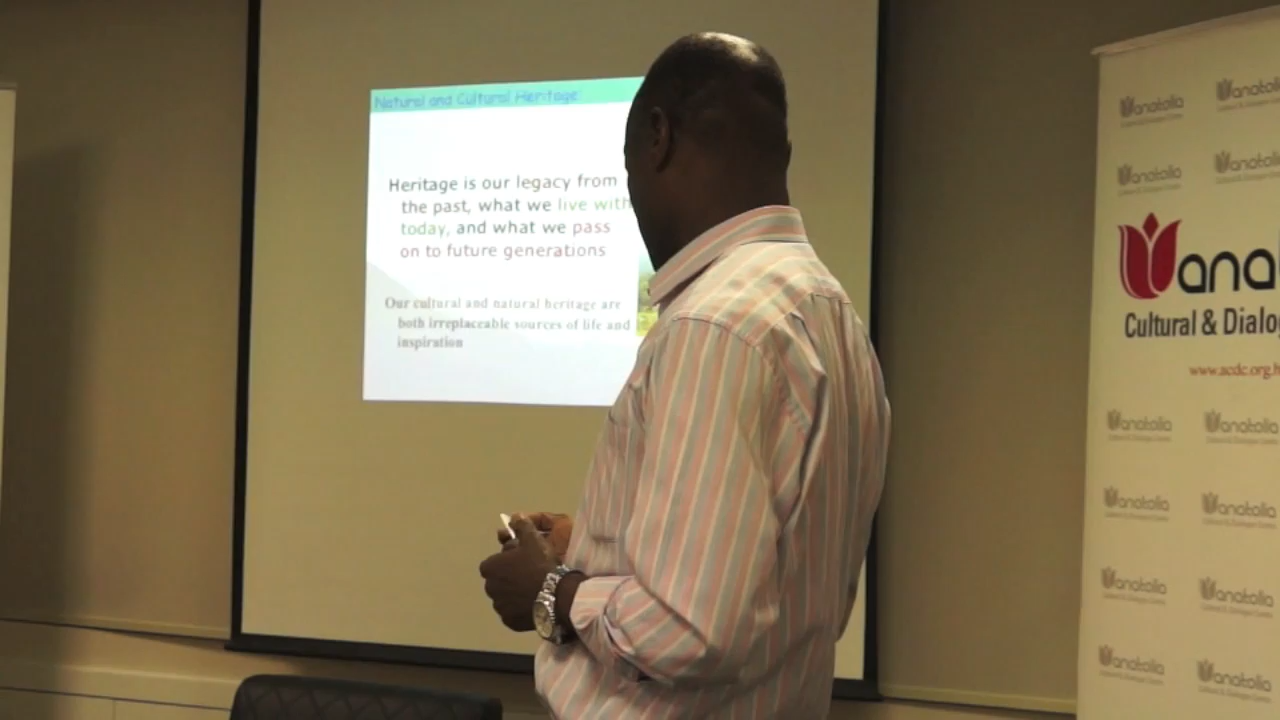 Natural and Cultural Heritage
Heritage is our legacy from
the past, what we live with
today, and what we pass
on to future generations
Our cultural and natural heritage are
both irreplaceable sources of life and
inspiration
anatolia
anatolia
anatolia
anatolia
ana
Cultural & Dialo
www.acdc.org.h
anatolia
anatolia
anatolia
anatolia
anatolia
anatolia
anatolia
anatolia